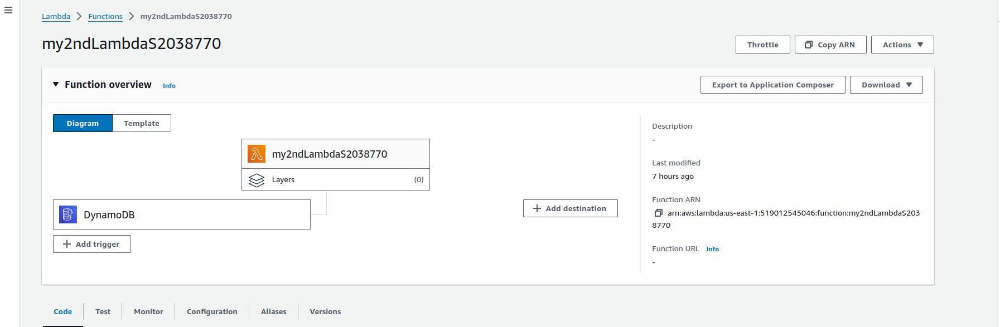 Lambda > Functions > my2ndLambdaS2038770
my2ndLambdaS2038770
Throttle
Copy ARN
Actions
Function overview
Info
Export to Application Composer
Download
Diagram
Template
my2ndLambdaS2038770
Layers
(0)
DynamoDB
+ Add trigger
+ Add destination
Description
-
Last modified
7 hours ago
Function ARN
arn:aws:lambda:us-east-1:519012545046:function:my2ndLambdaS203
8770
Function URL
Info
-
Code
Test
Monitor
Configuration
Aliases
Versions